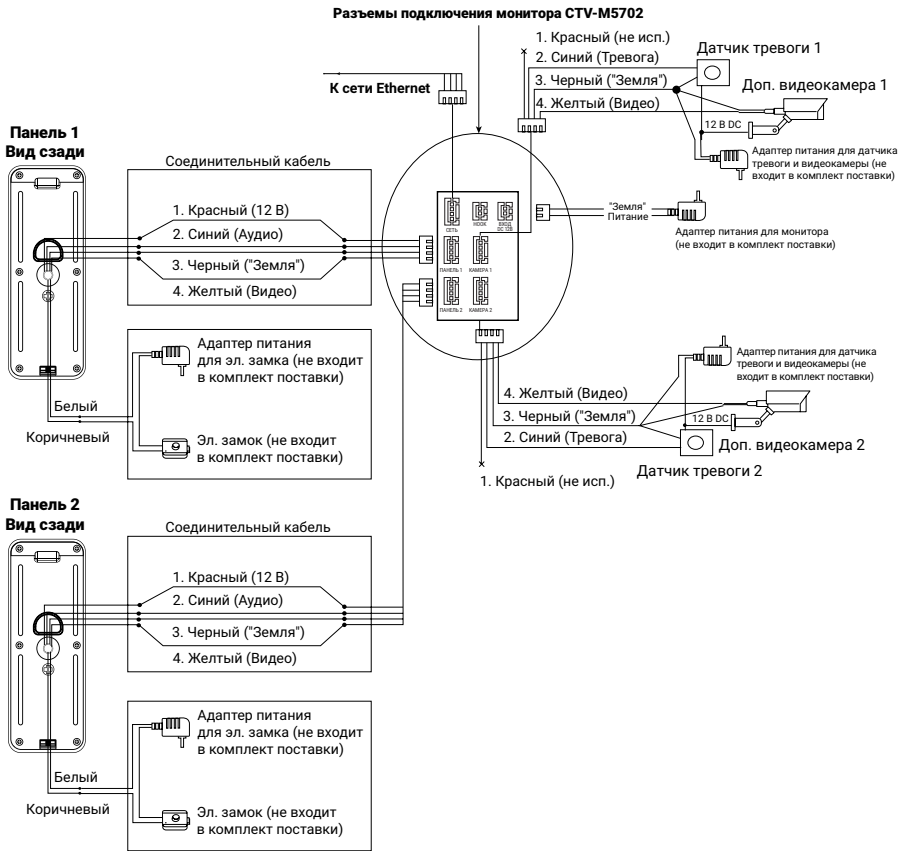 Разъемы подключения монитора CTV-M5702
1. Красный (не исп.)
2. Синий (Тревога)
3. Черный ("Земля")
4. Желтый (Видео)
Датчик тревоги 1
Доп. видеокамера 1
12 В DC
Адаптер питания для датчика
тревоги и видеокамеры (не
входит в комплект поставки)
К сети Ethernet
"Земля"
Питание
Адаптер питания для монитора
(не входит в комплект поставки)
СЕТЬ
HOOK
ВХОД
DC 12В
ПАНЕЛЬ 1
КАМЕРА 1
ПАНЕЛЬ 2
КАМЕРА 2
Панель 1
Вид сзади
Соединительный кабель
1. Красный (12 В)
2. Синий (Аудио)
3. Черный ("Земля")
4. Желтый (Видео)
Адаптер питания
для эл. замка (не входит
в комплект поставки)
Белый
Коричневый
Эл. замок (не входит
в комплект поставки)
Адаптер питания для датчика
тревоги и видеокамеры (не
входит в комплект поставки)
4. Желтый (Видео)
3. Черный ("Земля")
2. Синий (Тревога)
1. Красный (не исп.)
12 В DC
Доп. видеокамера 2
Датчик тревоги 2
Панель 2
Вид сзади
Соединительный кабель
1. Красный (12 В)
2. Синий (Аудио)
3. Черный ("Земля")
4. Желтый (Видео)
Адаптер питания
для эл. замка (не входит
в комплект поставки)
Белый
Коричневый
Эл. замок (не входит
в комплект поставки)